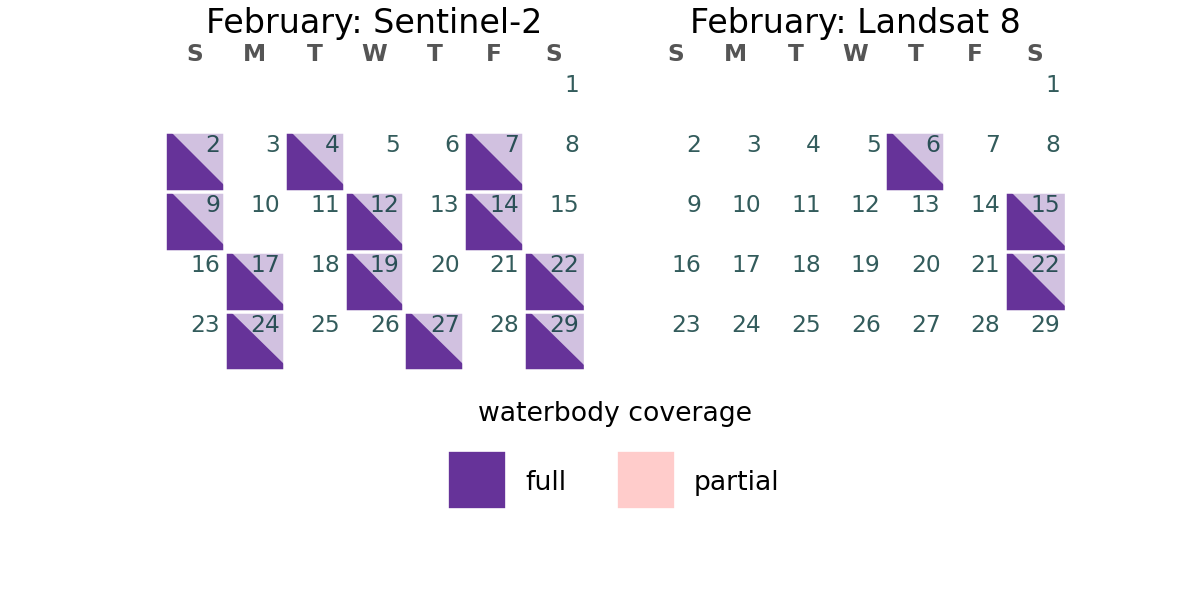 February: Sentinel-2
S M T W T F S
1
2 3 4 5 6 7 8
9 10 11 12 13 14 15
16 17 18 19 20 21 22
23 24 25 26 27 28 29
February: Landsat 8
S M T W T F S
1
2 3 4 5 6 7 8
9 10 11 12 13 14 15
16 17 18 19 20 21 22
23 24 25 26 27 28 29
waterbody coverage
full partial